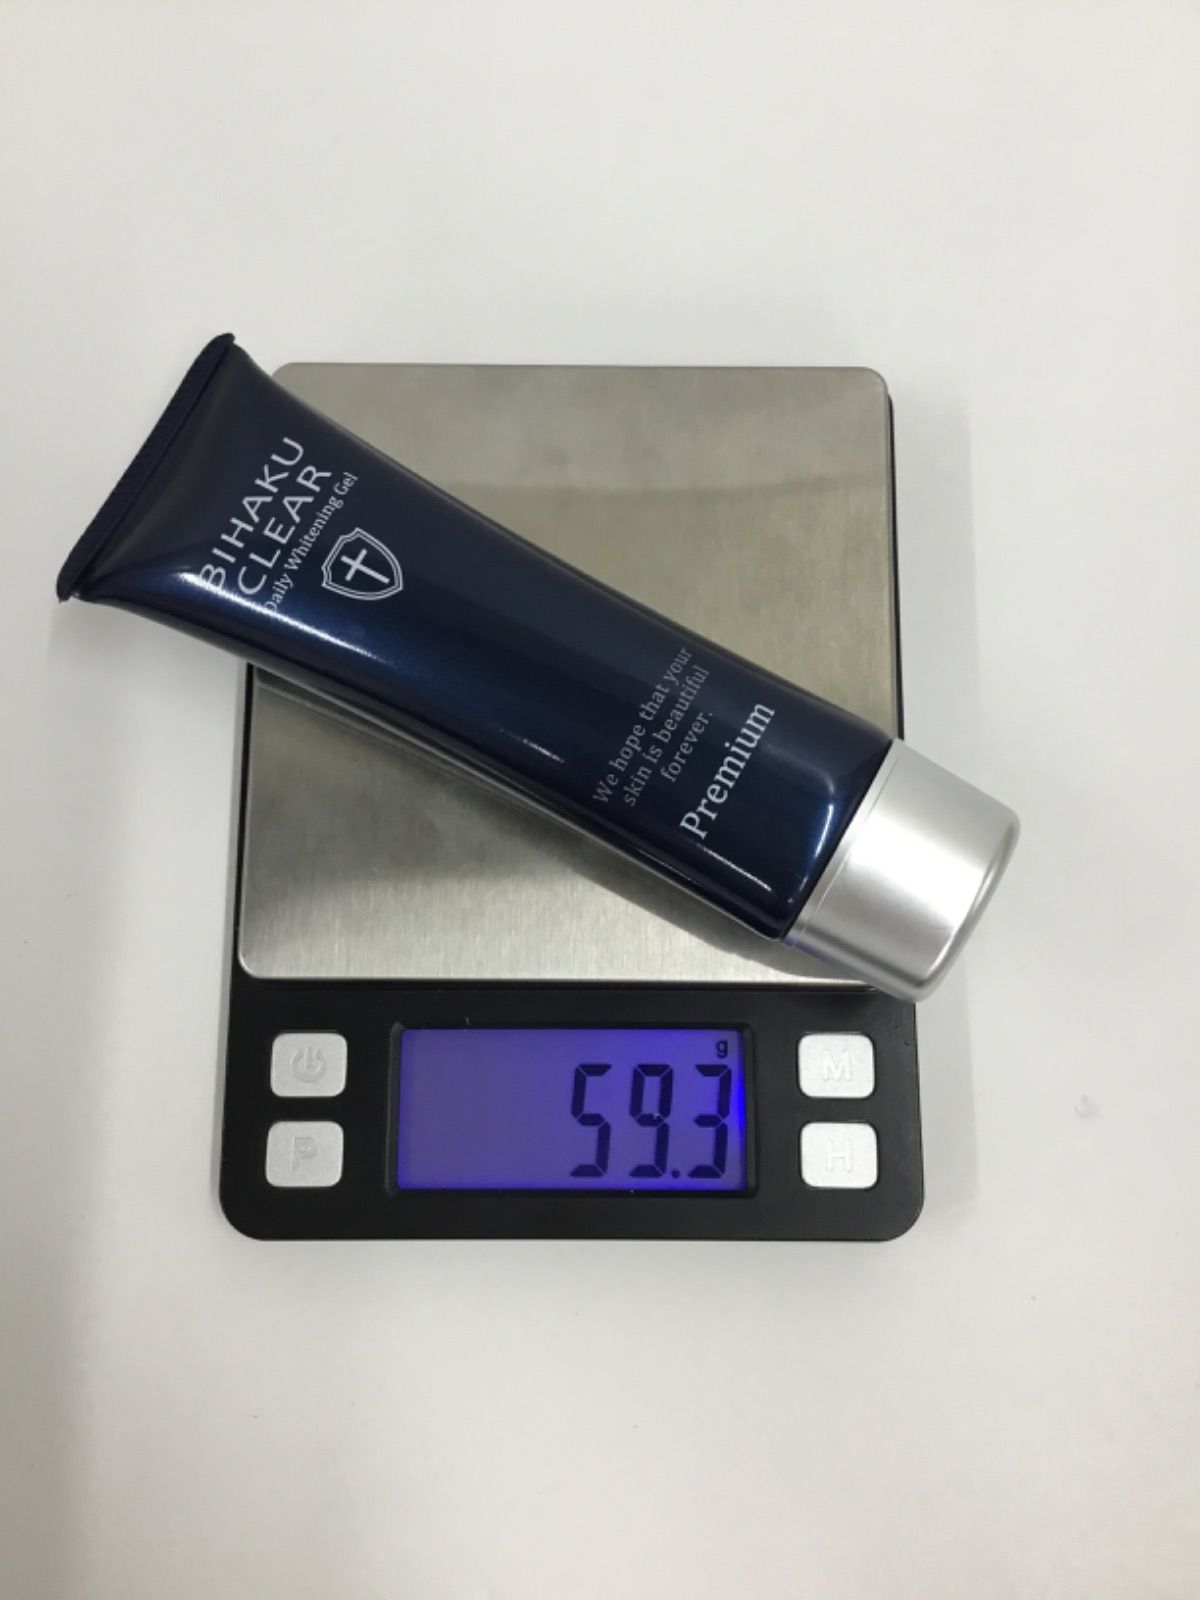 BIHAKU
CLEAR
Daily Whitening Gel
We hope that your
skin is beautiful
forever.
Premium
g
59.3
M
P
H